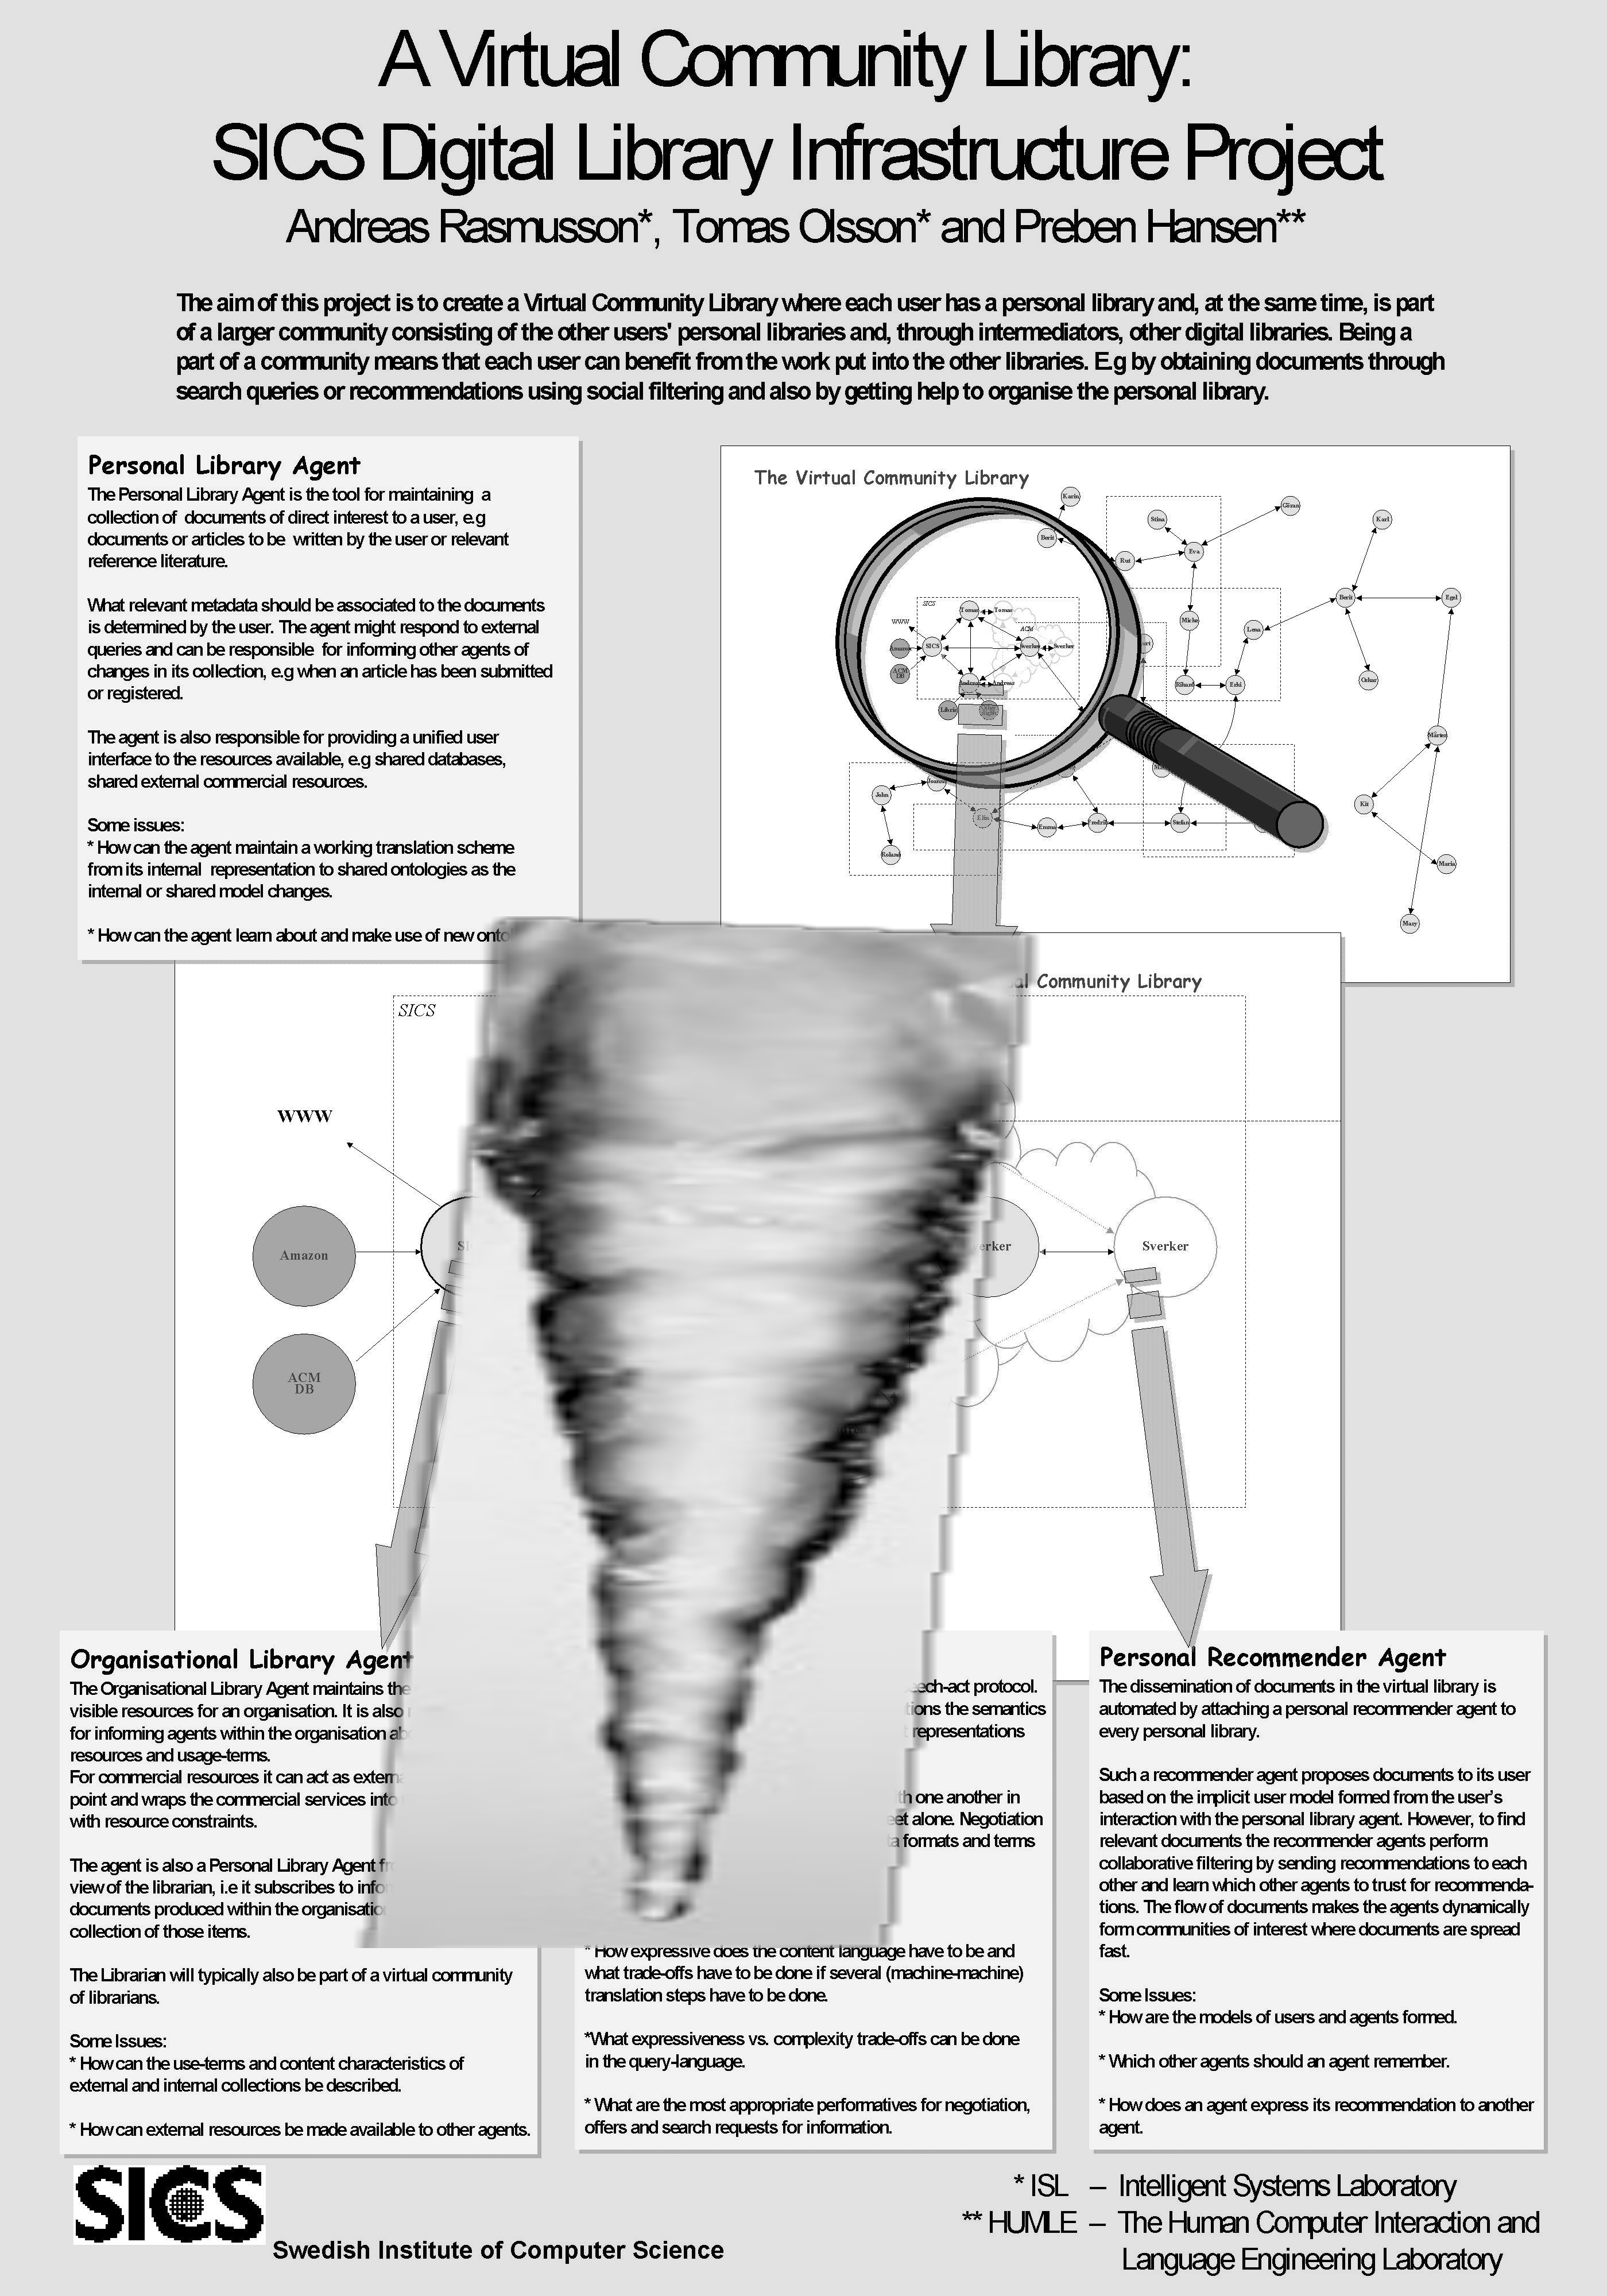 A Virtual Community Library:
SICS Digital Library Infrastructure Project
Andreas Rasmusson*, Tomas Olsson* and Preben Hansen**
The aim of this project is to create a Virtual Community Library where each user has a personal library and, at the same time, is part
of a larger community consisting of the other users' personal libraries and, through intermediators, other digital libraries. Being a
part of a community means that each user can benefit from the work put into the other libraries. E.g by obtaining documents through
search queries or recommendations using social filtering and also by getting help to organise the personal library.
Personal Library Agent
The Personal Library Agent is the tool for maintaining a
collection of documents of direct interest to a user, e.g
documents or articles to be written by the user or relevant
reference literature.
What relevant metadata should be associated to the documents
is determined by the user. The agent might respond to external
queries and can be responsible for informing other agents of
changes in its collection, e.g when an article has been submitted
or registered.
The agent is also responsible for providing a unified user
interface to the resources available, e.g shared databases,
shared external commercial resources.
Some issues:
* How can the agent maintain a working translation scheme
from its internal representation to shared ontologies as the
internal or shared model changes.
* How can the agent learn about and make use of new
The Virtual Community Library
Karin
Berit
Stina
Göran
Karl
Rut
Eva
SICS
Tomas
Tomas
WWW
ACM
Amazon
SICS
Sverker
Sverker
ACM
DB
Andreas
Libris
Micke
Lena
Berit
Egil
Rikard
Erki
Oskar
Mårten
John
Joanna
Elin
Emma
Fredrik
Stefan
Kit
Roland
Maria
Mary
Community Library
SICS
WWW
Amazon
Sverker
ACM
DB
Organisational Library Agent
The Organisational Library Agent maintains the
visible resources for an organisation. It is also
for informing agents within the organisation
resources and usage-terms.
For commercial resources it can act as
point and wraps the commercial services into
with resource constraints.
The agent is also a Personal Library Agent
view of the librarian, i.e it subscribes to
documents produced within the
collection of those items.
The Librarian will typically also be part of a virtual community
of librarians.
Some Issues:
* How can the use-terms and content characteristics of
external and internal collections be described.
* How can external resources be made available to other agents.
protocol.
the semantics
representations
one another in
alone. Negotiation
formats and terms
* How expressive does the content language have to be and
what trade-offs have to be done if several (machine-machine)
translation steps have to be done.
*What expressiveness vs. complexity trade-offs can be done
in the query-language.
* What are the most appropriate performatives for negotiation,
offers and search requests for information.
Personal Recommender Agent
The dissemination of documents in the virtual library is
automated by attaching a personal recommender agent to
every personal library.
Such a recommender agent proposes documents to its user
based on the implicit user model formed from the user's
interaction with the personal library agent. However, to find
relevant documents the recommender agents perform
collaborative filtering by sending recommendations to each
other and learn which other agents to trust for recommenda-
tions. The flow of documents makes the agents dynamically
form communities of interest where documents are spread
fast.
Some Issues:
* How are the models of users and agents formed.
* Which other agents should an agent remember.
* How does an agent express its recommendation to another
agent.
SICS
Swedish Institute of Computer Science
* ISL – Intelligent Systems Laboratory
** HUMLE – The Human Computer Interaction and
Language Engineering Laboratory